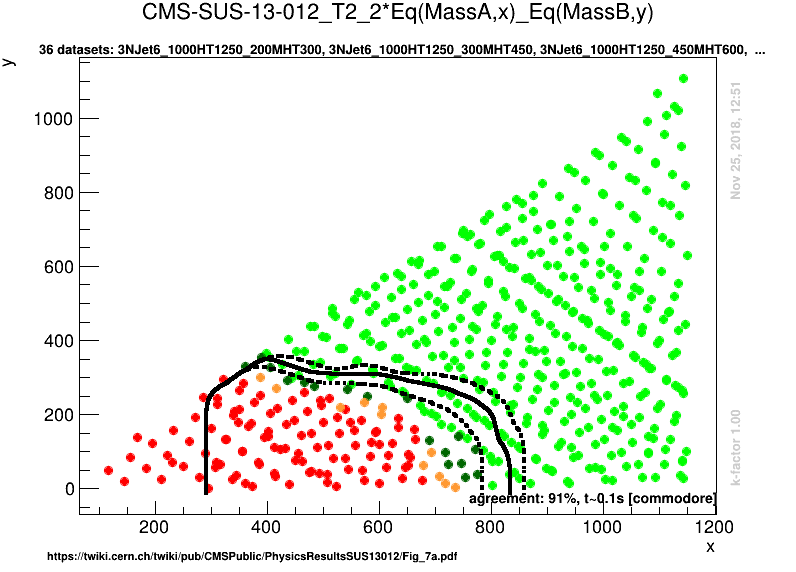 CMS-SUS-13-012_T2_2*Eq(MassA,x)_Eq(MassB,y)
36 datasets: 3NJet6_1000HT1250_200MHT300, 3NJet6_1000HT1250_300MHT450, 3NJet6_1000HT1250_450MHT600, ...
y
1000
800
600
400
200
0
Nov 25, 2018, 12:51
k-factor 1.00
agreement: 91%, t~0.1s [commodore]
200 400 600 800 1000 1200
x
https://twiki.cern.ch/twiki/pub/CMSPublic/PhysicsResultsSUS13012/Fig_7a.pdf